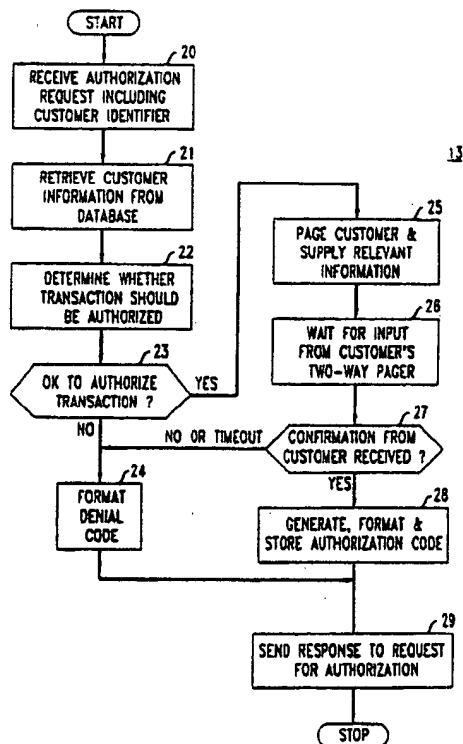 START
20
RECEIVE AUTHORIZATION
REQUEST INCLUDING
CUSTOMER IDENTIFIER
21
RETRIEVE CUSTOMER
INFORMATION FROM
DATABASE
22
DETERMINE WHETHER
TRANSACTION SHOULD
BE AUTHORIZED
23
OK TO AUTHORIZE
TRANSACTION ?
YES
NO
24
FORMAT
DENIAL
CODE
13
25
PAGE CUSTOMER &
SUPPLY RELEVANT
INFORMATION
26
WAIT FOR INPUT
FROM CUSTOMER'S
TWO-WAY PAGER
27
CONFIRMATION FROM
CUSTOMER RECEIVED ?
NO OR TIMEOUT
YES
28
GENERATE, FORMAT &
STORE AUTHORIZATION CODE
29
SEND RESPONSE TO REQUEST
FOR AUTHORIZATION
STOP